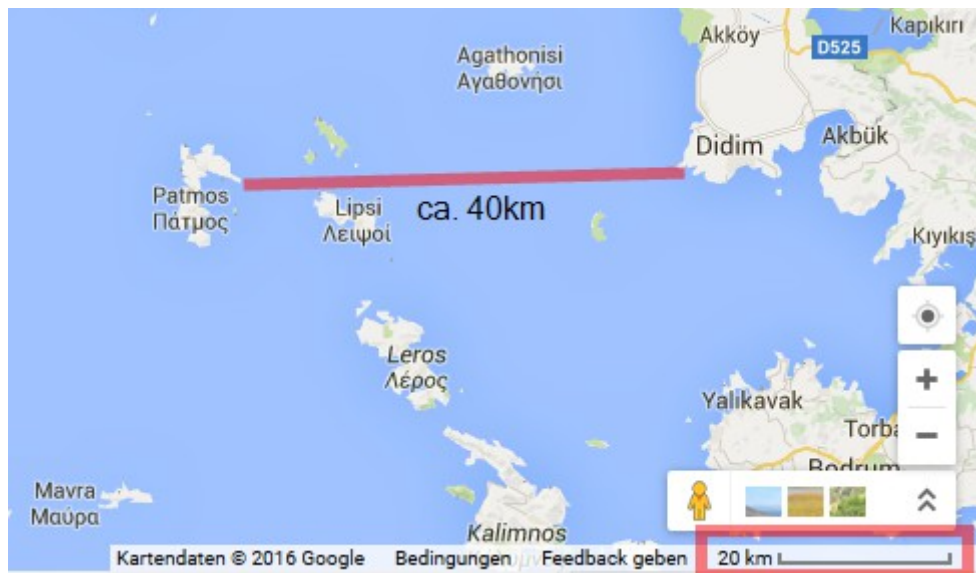 Kapıkırı
Akköy
D525
Agathonisi
Αγαθονήσι
Didim
Akbük
Patmos
Πάτμος
Lipsi
Λειψοί
ca. 40km
Kıyıkış
Leros
Λέρος
Yalıkavak
Torba
Bodrum
Mavra
Μαύρα
Kalimnos
Kartendaten © 2016 Google Bedingungen Feedback geben 20 km